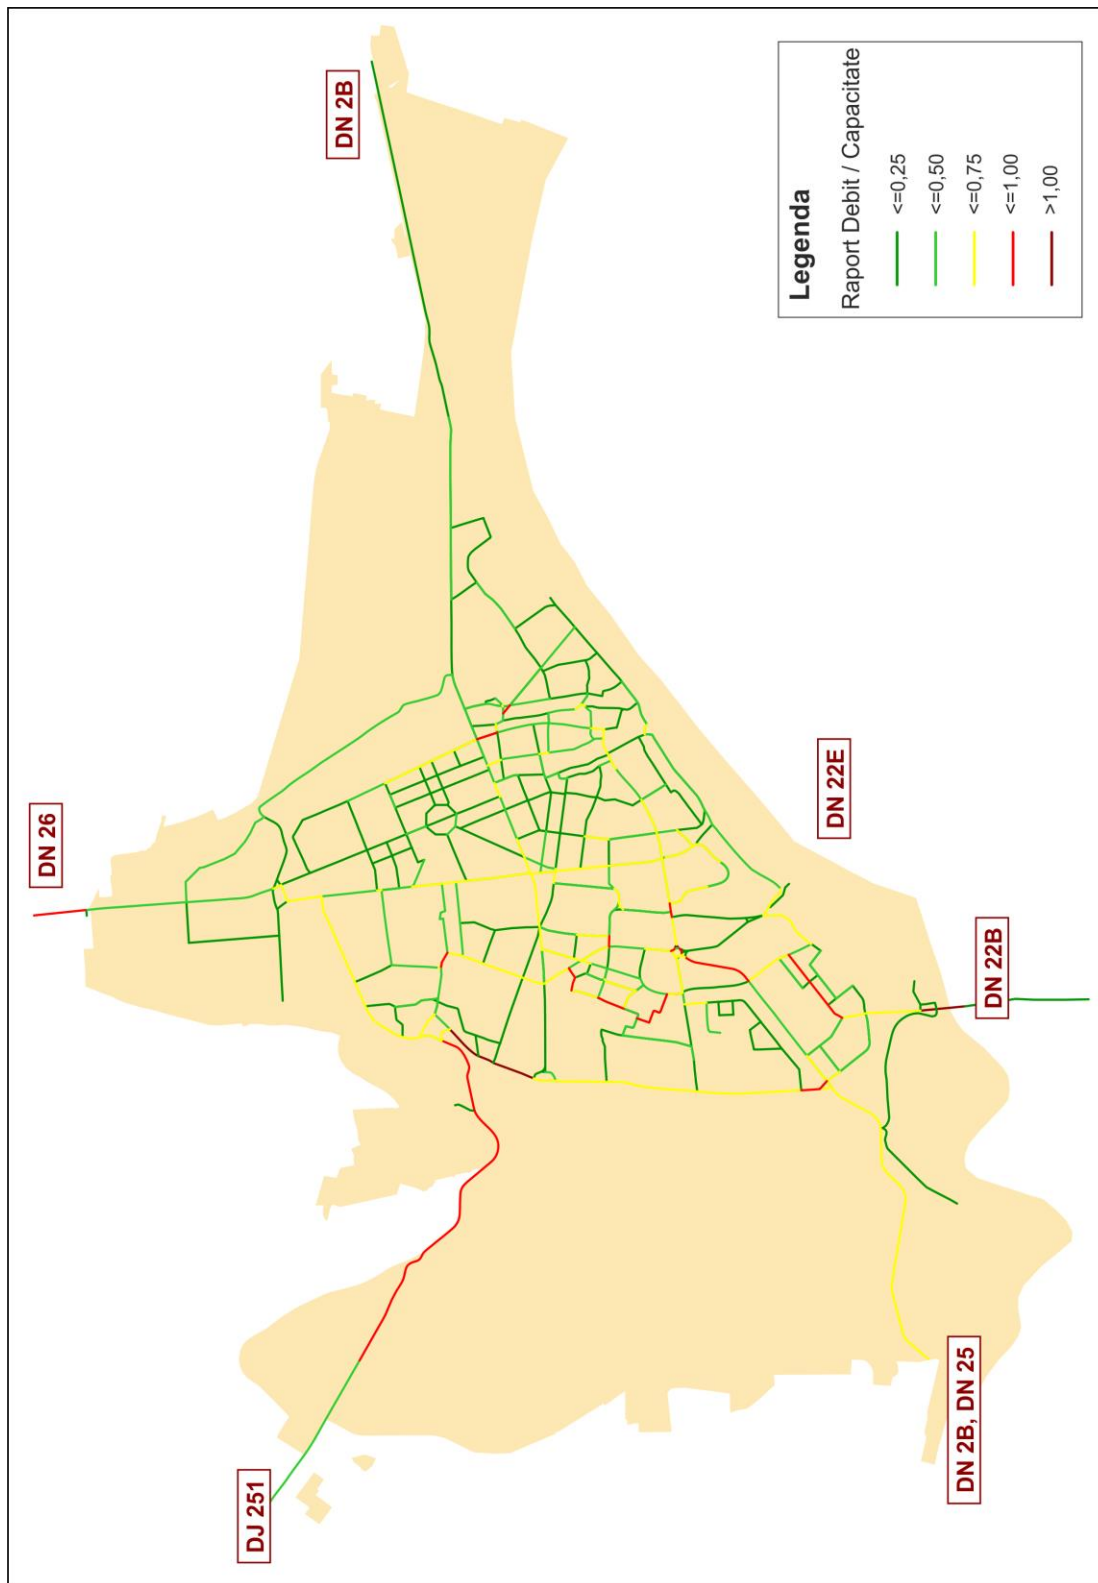 DN 2B
DN 26
DN 22E
DN 22B
DN 2B, DN 25
DJ 251
Legenda
Raport Debit / Capacitate
<=0,25
<=0,50
<=0,75
<=1,00
>1,00